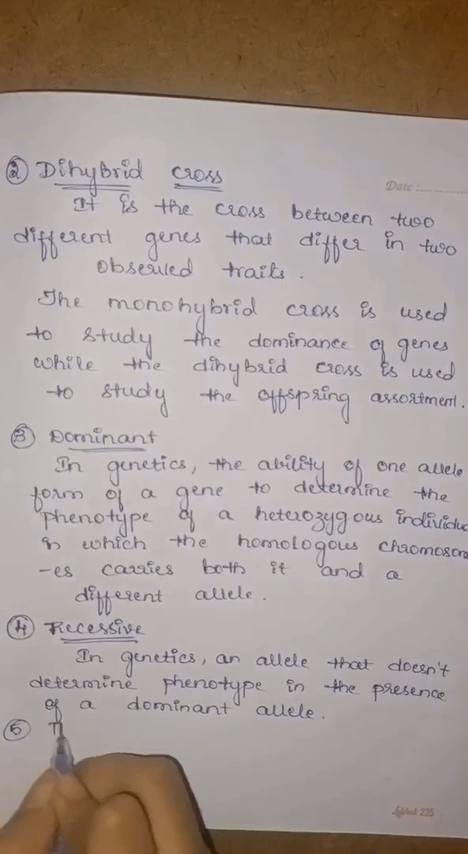 ② Dihybrid cross
Date :
It is the cross between two
different genes that differ in two
observed traits.
The monohybrid cross is used
to study the dominance of genes
while the dihybrid cross is used
to study the offspring assortment.
③ Dominant
In genetics, the ability of one allele
form of a gene to determine the
phenotype of a heterozygous individu
in which the homologous chromosom
-es carries both it and a
different allele.
④ Recessive
In genetics, an allele that doesn't
determine phenotype in the presence
of a dominant allele.
⑤ T
235